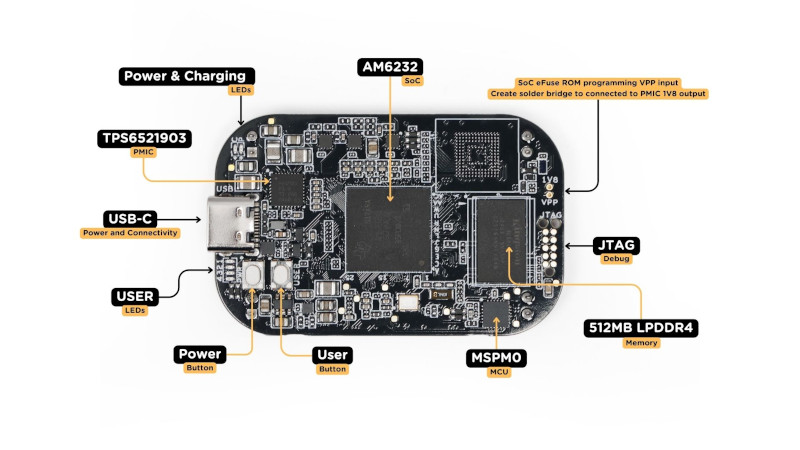 Power & Charging
LEDs
AM6232
SoC
SoC eFuse ROM programming VPP input
Create solder bridge to connected to PMIC 1V8 output
TPS6521903
PMIC
USB
1V8
VPP
USB-C
Power and Connectivity
JTAG
JTAG
Debug
USER
USER
LEDs
512MB LPDDR4
Memory
Power
Button
User
Button
MSPM0
MCU